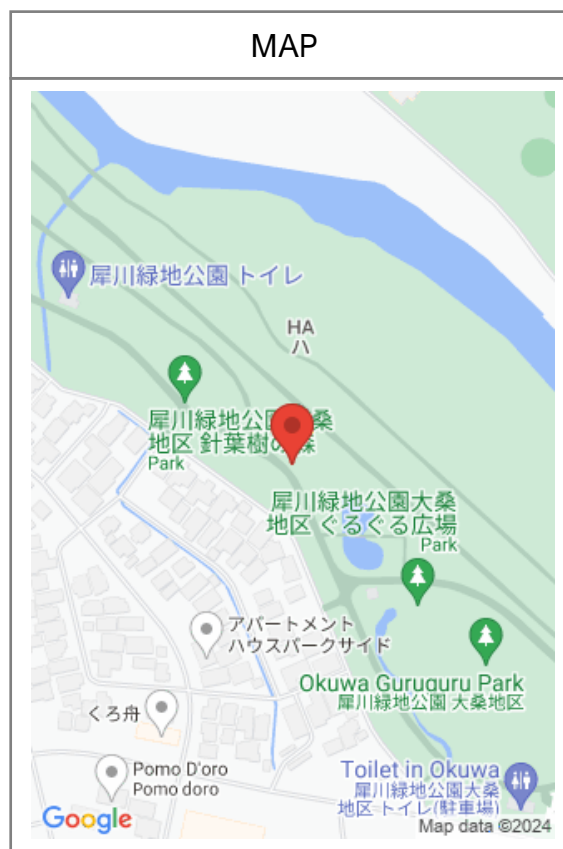 MAP
犀川緑地公園 トイレ
HA
ハ
犀川緑地公園 桑
地区 針葉樹の森
Park
犀川緑地公園大桑
地区 ぐるぐる広場
Park
アパートメント
ハウスパークサイド
Okuwa Guruguru Park
犀川緑地公園 大桑地区
くろ舟
Pomo D'oro
Pomo doro
Toilet in Okuwa
犀川緑地公園大桑
地区 トイレ(駐車場)
Google
Map data ©2024